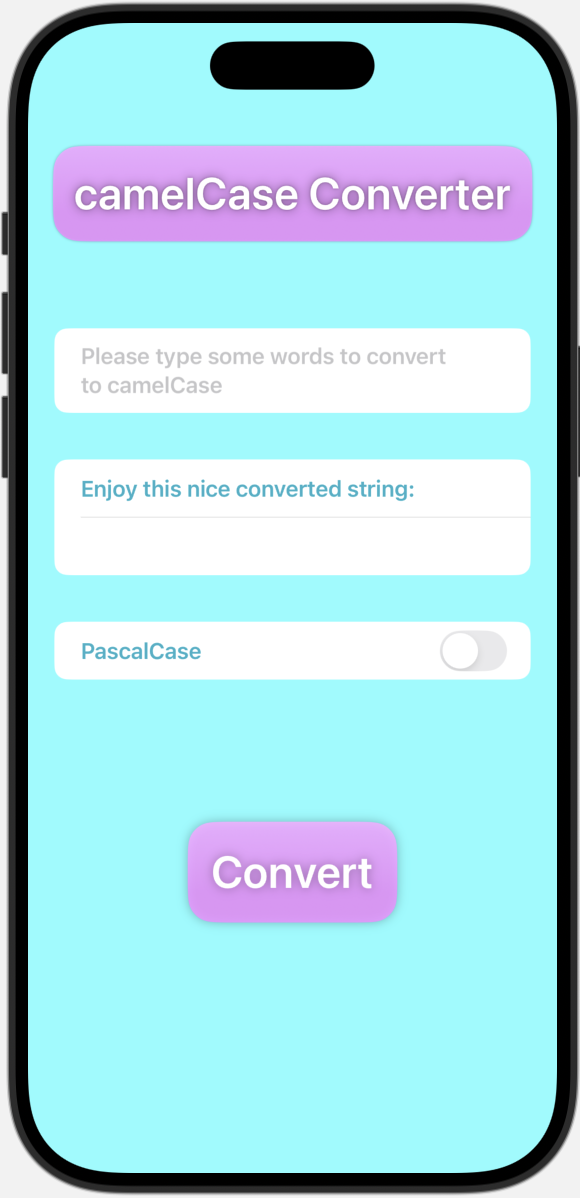 camelCase Converter
Please type some words to convert
to camelCase
Enjoy this nice converted string:
PascalCase
Convert